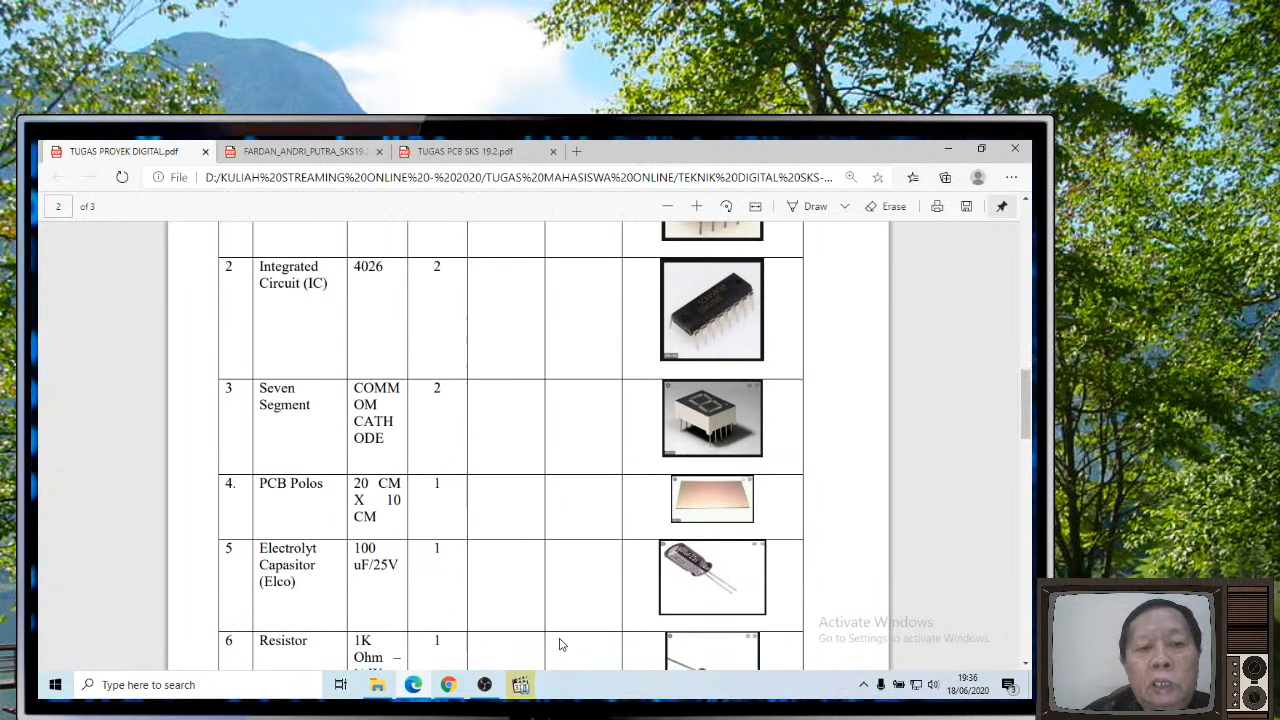 TUGAS PROYEK DIGITAL.pdf
FARDAN_ANDRI_PUTRA_SKS19.2
TUGAS PCB SKS 19.2.pdf
File
D:/KULIAH%20STREAMING%20ONLINE%20-%202020/TUGAS%20MAHASISWA%20ONLINE/TEKNIK%20DIGITAL%20SKS-...
2
of 3
Draw
Erase
2 Integrated 4026 2
Circuit (IC)
3 Seven COMM 2
Segment OM
CATH
ODE
4. PCB Polos 20 CM 1
X 10
CM
5 Electrolyt 100 1
Capasitor uF/25V
(Elco)
6 Resistor 1K 1
Ohm –
Activate Windows
Go to Settings to activate Windows.
Type here to search
19:36
18/06/2020
3